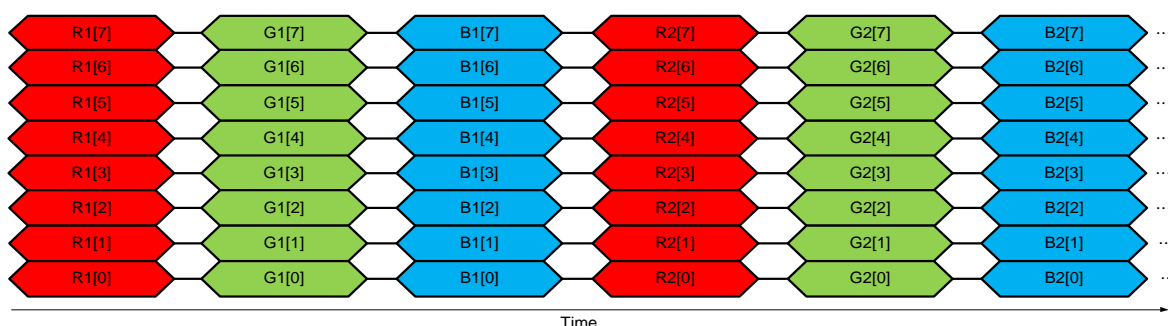 R1[7] G1[7] B1[7] R2[7] G2[7] B2[7] ...
R1[6] G1[6] B1[6] R2[6] G2[6] B2[6] ...
R1[5] G1[5] B1[5] R2[5] G2[5] B2[5] ...
R1[4] G1[4] B1[4] R2[4] G2[4] B2[4] ...
R1[3] G1[3] B1[3] R2[3] G2[3] B2[3] ...
R1[2] G1[2] B1[2] R2[2] G2[2] B2[2] ...
R1[1] G1[1] B1[1] R2[1] G2[1] B2[1] ...
R1[0] G1[0] B1[0] R2[0] G2[0] B2[0] ...
Time